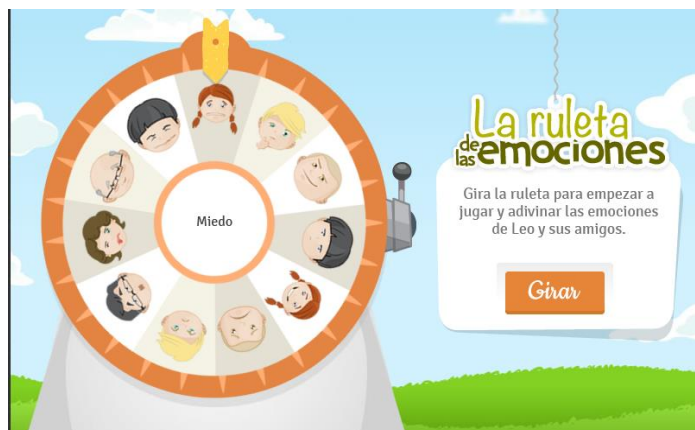 Miedo
La ruleta
de las emociones
Gira la ruleta para empezar a
jugar y adivinar las emociones
de Leo y sus amigos.
Girar